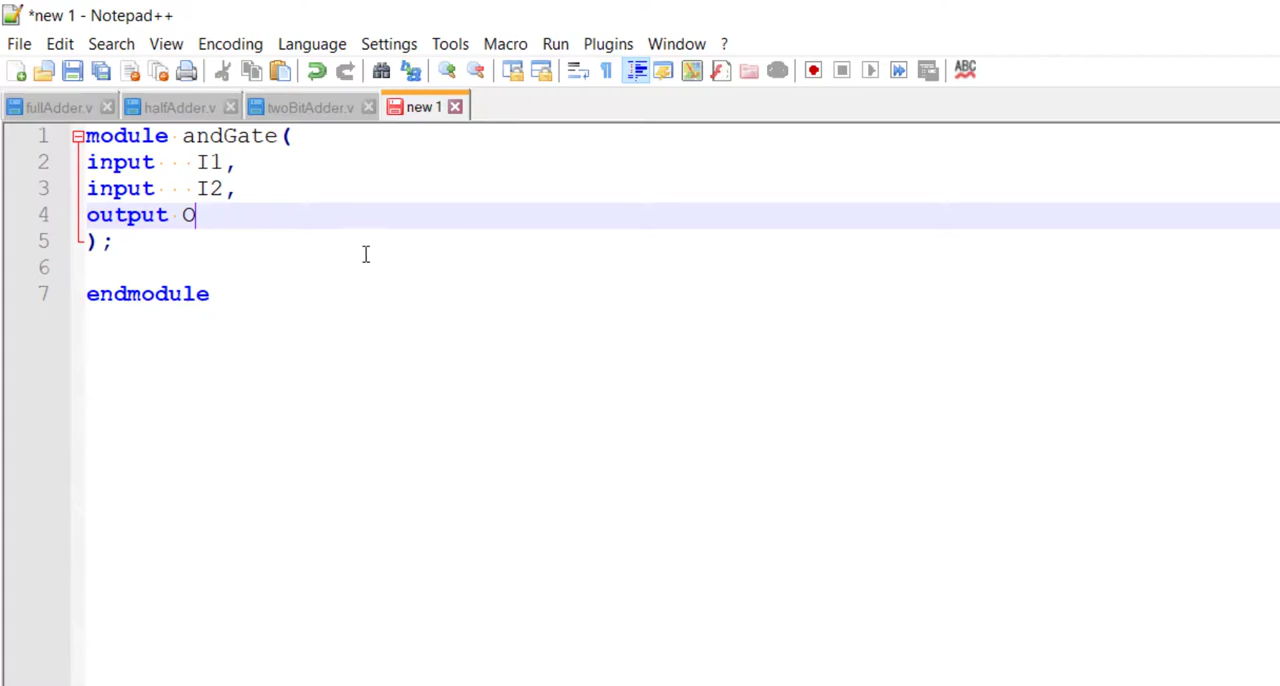 *new 1 - Notepad++
File Edit Search View Encoding Language Settings Tools Macro Run Plugins Window ?
ABC
fullAdder.v halfAdder.v twoBitAdder.v new 1
1 module andGate(
2 input I1,
3 input I2,
4 output O
5 );
6
7 endmodule